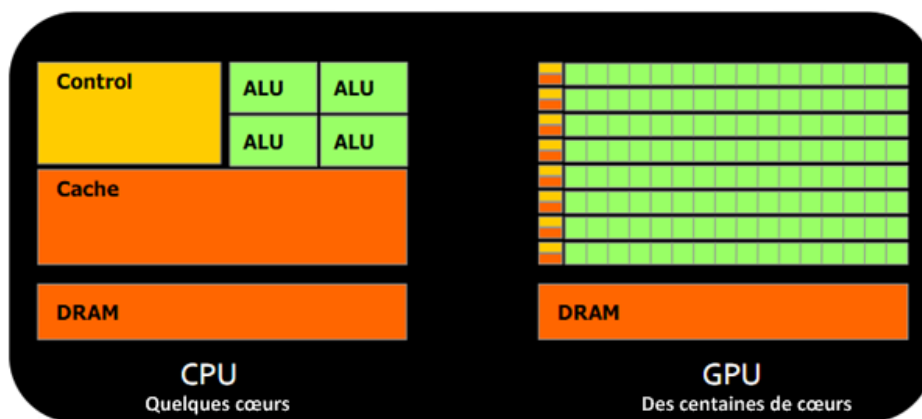 Control
ALU ALU
ALU ALU
Cache
DRAM
CPU
Quelques cœurs
DRAM
GPU
Des centaines de cœurs